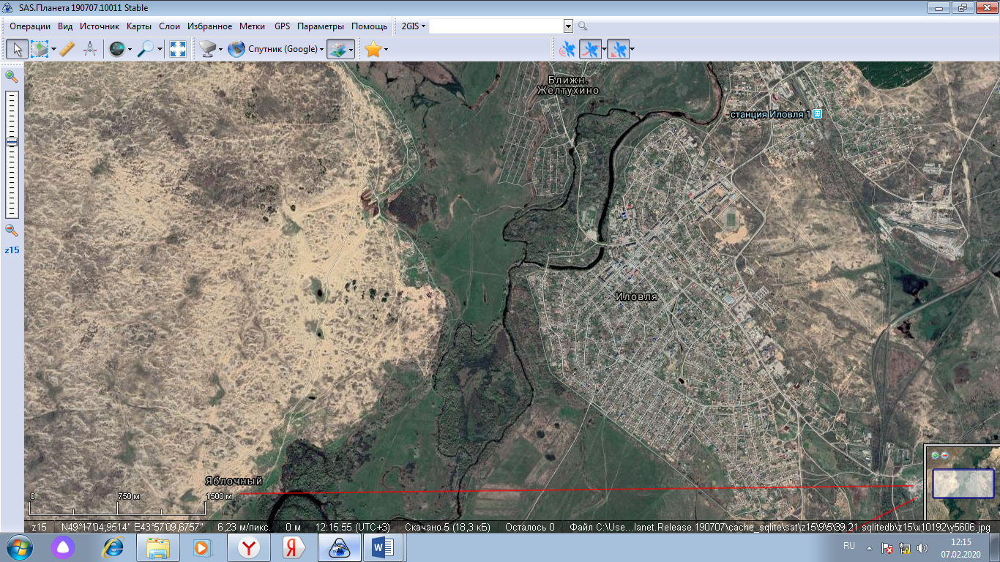 SAS.Планета 190707.10011 Stable
Операции Вид Источник Карты Слои Избранное Метки GPS Параметры Помощь 2GIS
Спутник (Google)
Ближн.
Желтухино
станция Иловля 1
z15
Иловля
Яблочный
0 750 м 1500 м
z15 N49°17'04,9514" E43°57'09,6757" 6,23 м/пикс. 0 м 12:15:55 (UTC+3) Скачано 5 (18,3 кБ) Осталось 0 Файл C:\Use...lanet.Release.190707\cache_sqlite\sat\z15\9\5\39.21.sqlitedb\z15\x10192\y5606.jpg
RU
12:15
07.02.2020